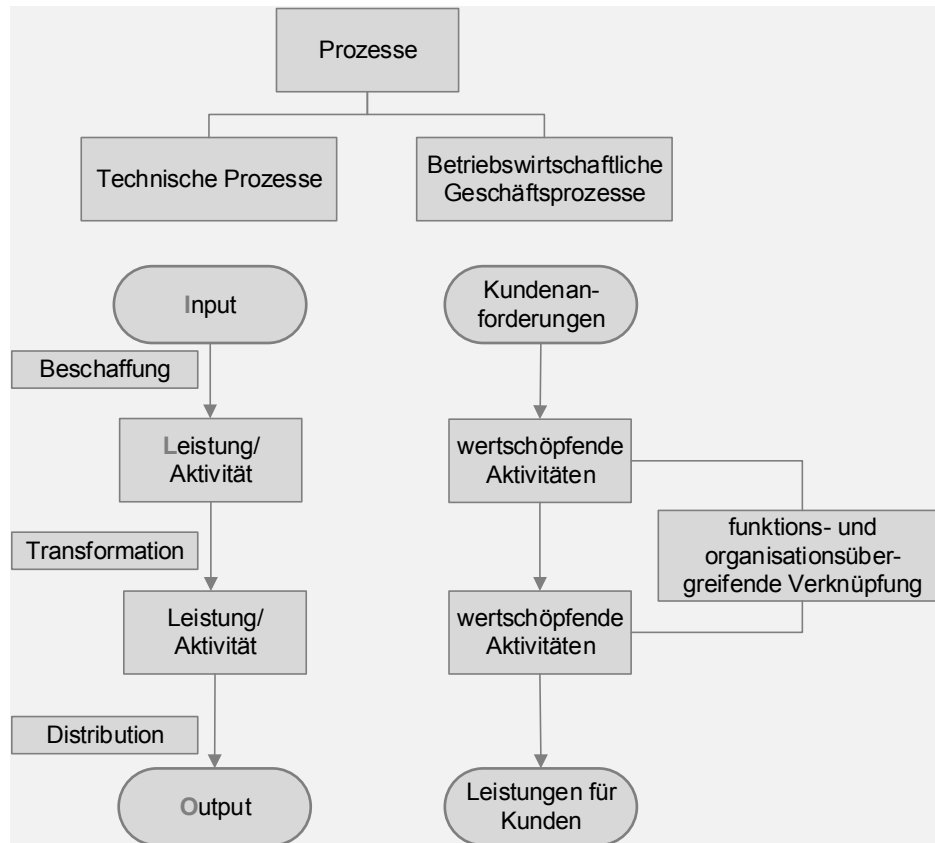 Prozesse
Technische Prozesse
Betriebswirtschaftliche
Geschäftsprozesse
Input
Kundenan-
forderungen
Beschaffung
Leistung/
Aktivität
wertschöpfende
Aktivitäten
Transformation
funktions- und
organisationsüber-
greifende Verknüpfung
Leistung/
Aktivität
wertschöpfende
Aktivitäten
Distribution
Output
Leistungen für
Kunden